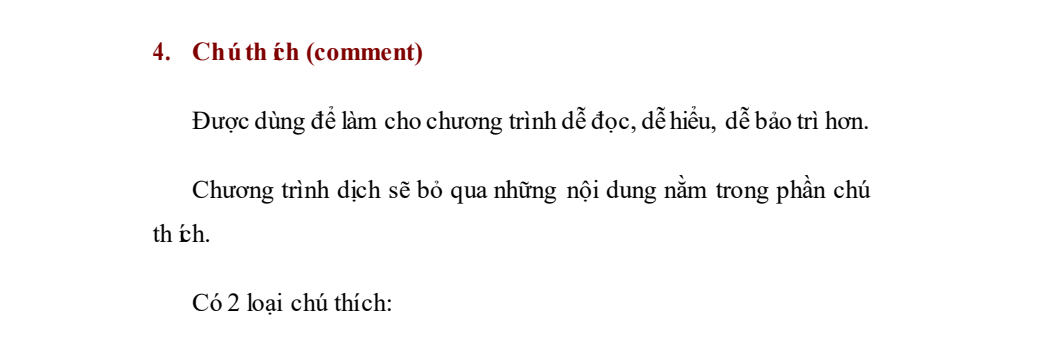 4. Chú thích (comment)
Được dùng để làm cho chương trình dễ đọc, dễ hiểu, dễ bảo trì hơn.
Chương trình dịch sẽ bỏ qua những nội dung nằm trong phần chú
thích.
Có 2 loại chú thích: